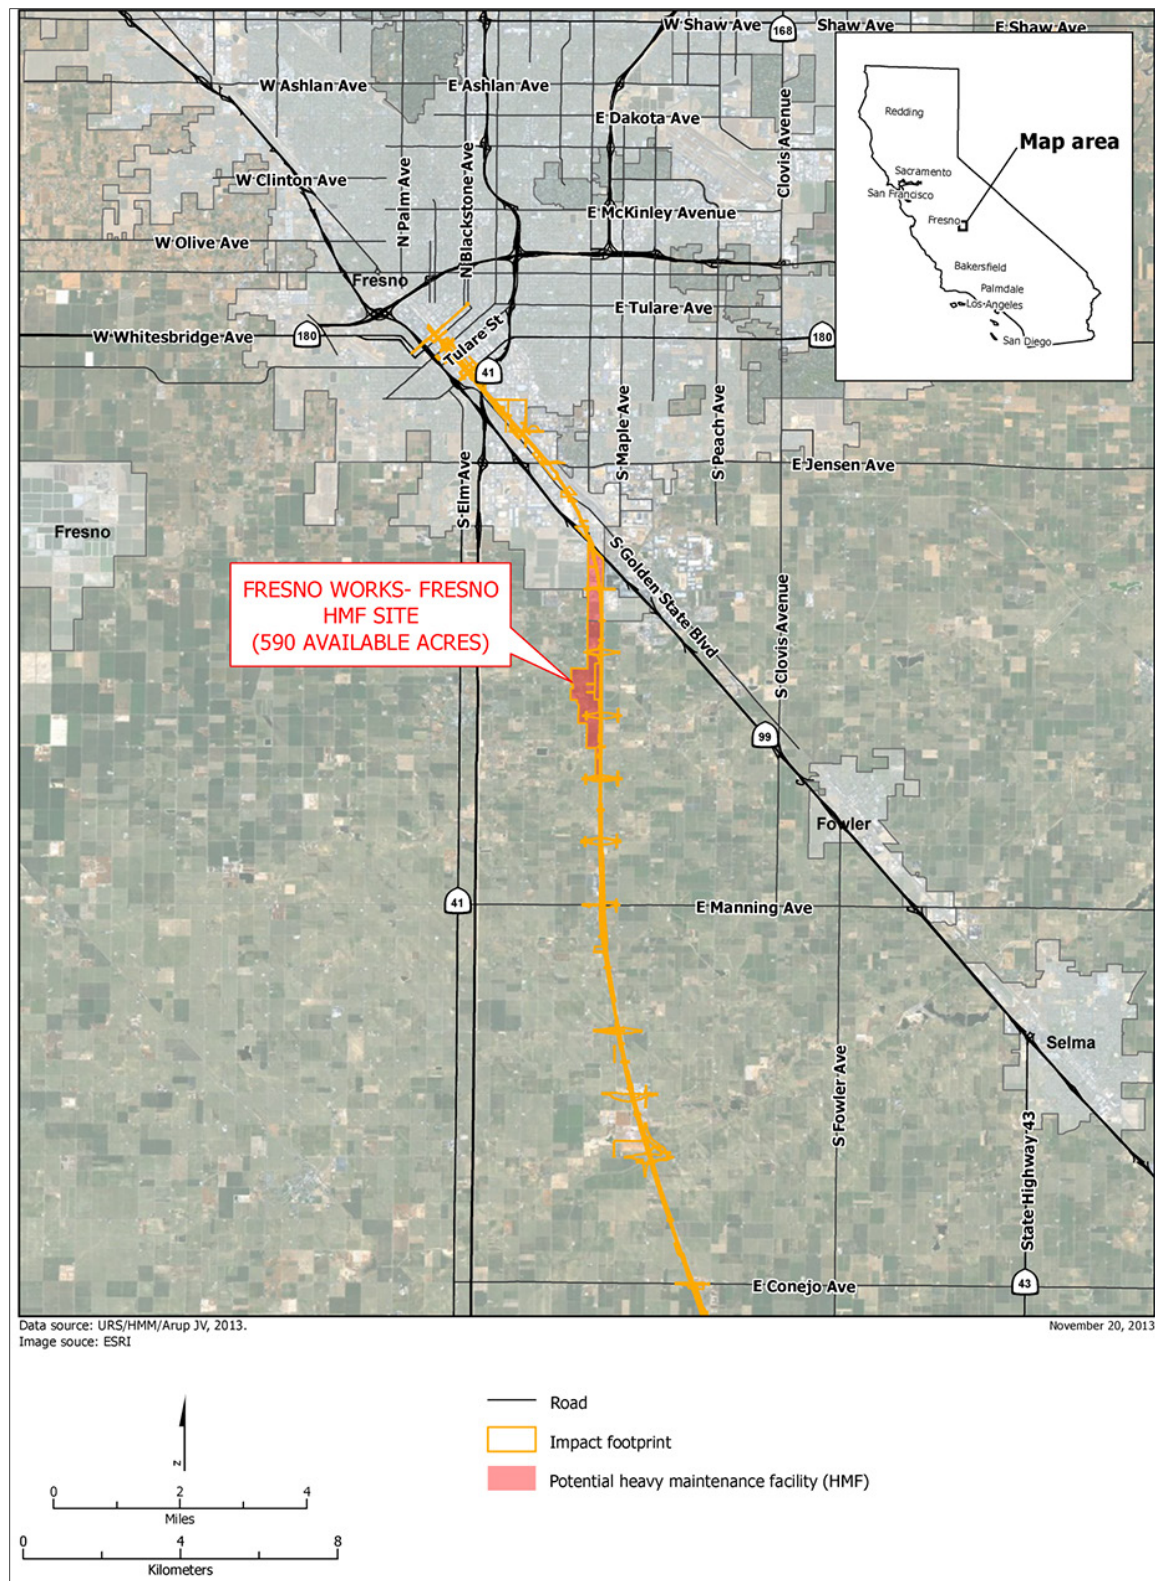 W Shaw Ave
168
Shaw Ave
E Shaw Ave
W Ashlan Ave
E Ashlan Ave
Clovis Avenue
E Dakota Ave
N Palm Ave
N Blackstone Ave
W Clinton Ave
E McKinley Avenue
W Olive Ave
Fresno
E Tulare Ave
W Whitesbridge Ave
180
Tulare St
180
41
S Maple Ave
S Peach Ave
E Jensen Ave
S Elm Ave
Fresno
S Golden State Blvd
S Clovis Avenue
FRESNO WORKS- FRESNO
HMF SITE
(590 AVAILABLE ACRES)
99
Fowler
41
E Manning Ave
Selma
S Fowler Ave
State Highway 43
E Conejo Ave
43
Redding
Map area
Sacramento
San Francisco
Fresno
Bakersfield
Palmdale
Los Angeles
San Diego
Data source: URS/HMM/Arup JV, 2013.
November 20, 2013
Image souce: ESRI
Z
0 2 4
Miles
0 4 8
Kilometers
Road
Impact footprint
Potential heavy maintenance facility (HMF)